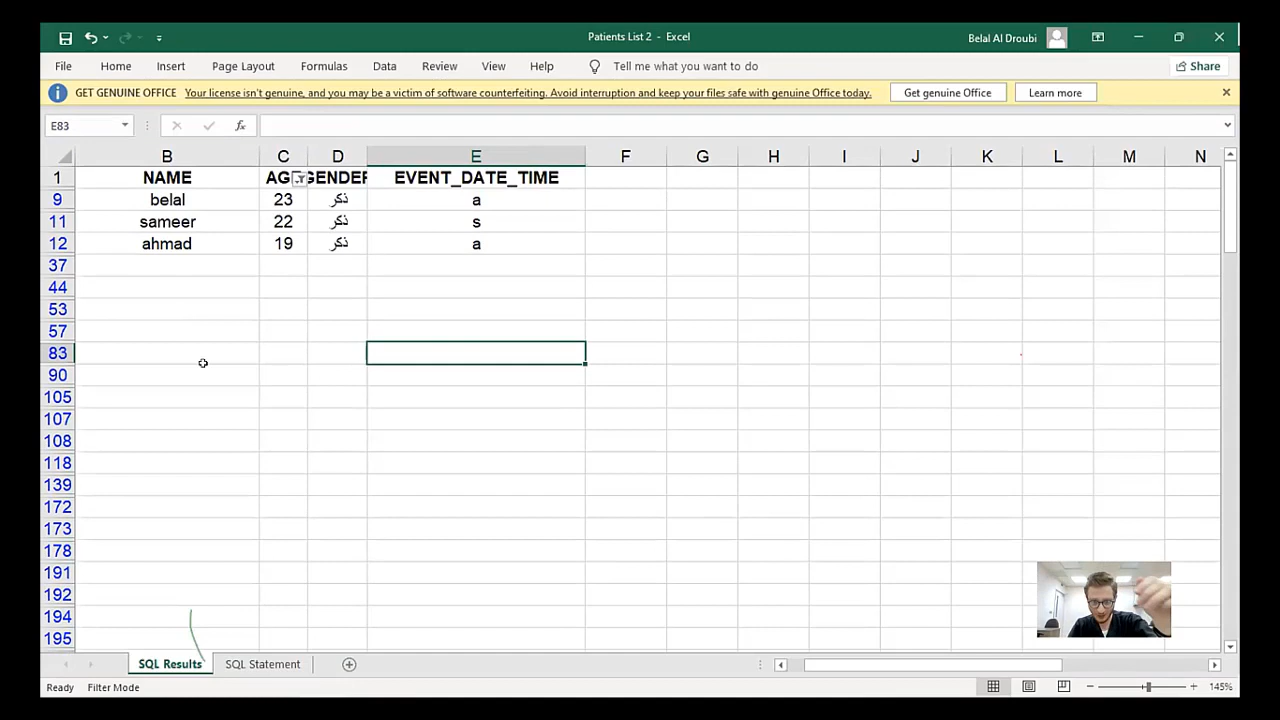 Patients List 2 - Excel
Belal Al Droubi
File Home Insert Page Layout Formulas Data Review View Help Tell me what you want to do Share
GET GENUINE OFFICE Your license isn't genuine, and you may be a victim of software counterfeiting. Avoid interruption and keep your files safe with genuine Office today. Get genuine Office Learn more
E83 fx
B C D E F G H I J K L M N
1 NAME AG GENDER EVENT_DATE_TIME
9 belal 23 ذكر a
11 sameer 22 ذكر s
12 ahmad 19 ذكر a
37
44
53
57
83
90
105
107
108
118
139
172
173
178
191
192
194
195
SQL Results SQL Statement
Ready Filter Mode 145%